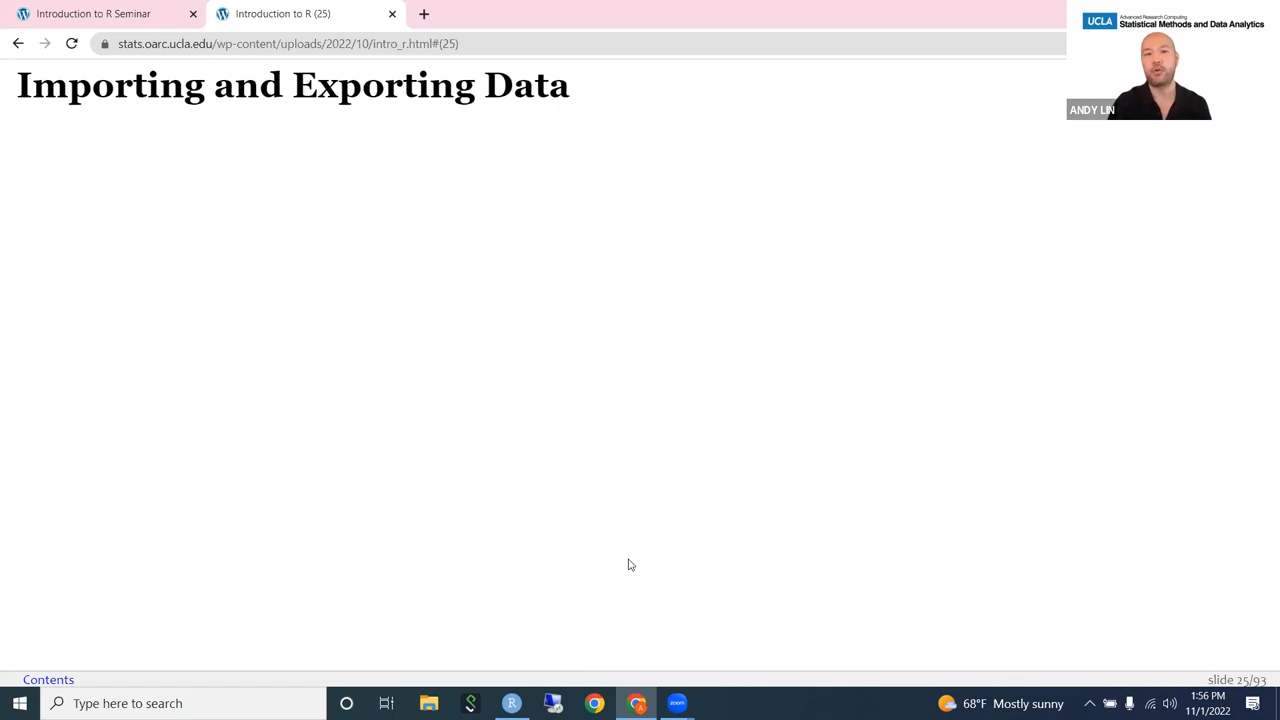 Introduction to R Seminar
Introduction to R (25)
stats.oarc.ucla.edu/wp-content/uploads/2022/10/intro_r.html#(25)
UCLA
Advanced Research Computing
Statistical Methods and Data Analytics
ANDY LIN
Importing and Exporting Data
Contents
slide 25/93
Type here to search
zoom
68°F Mostly sunny
1:56 PM
11/1/2022